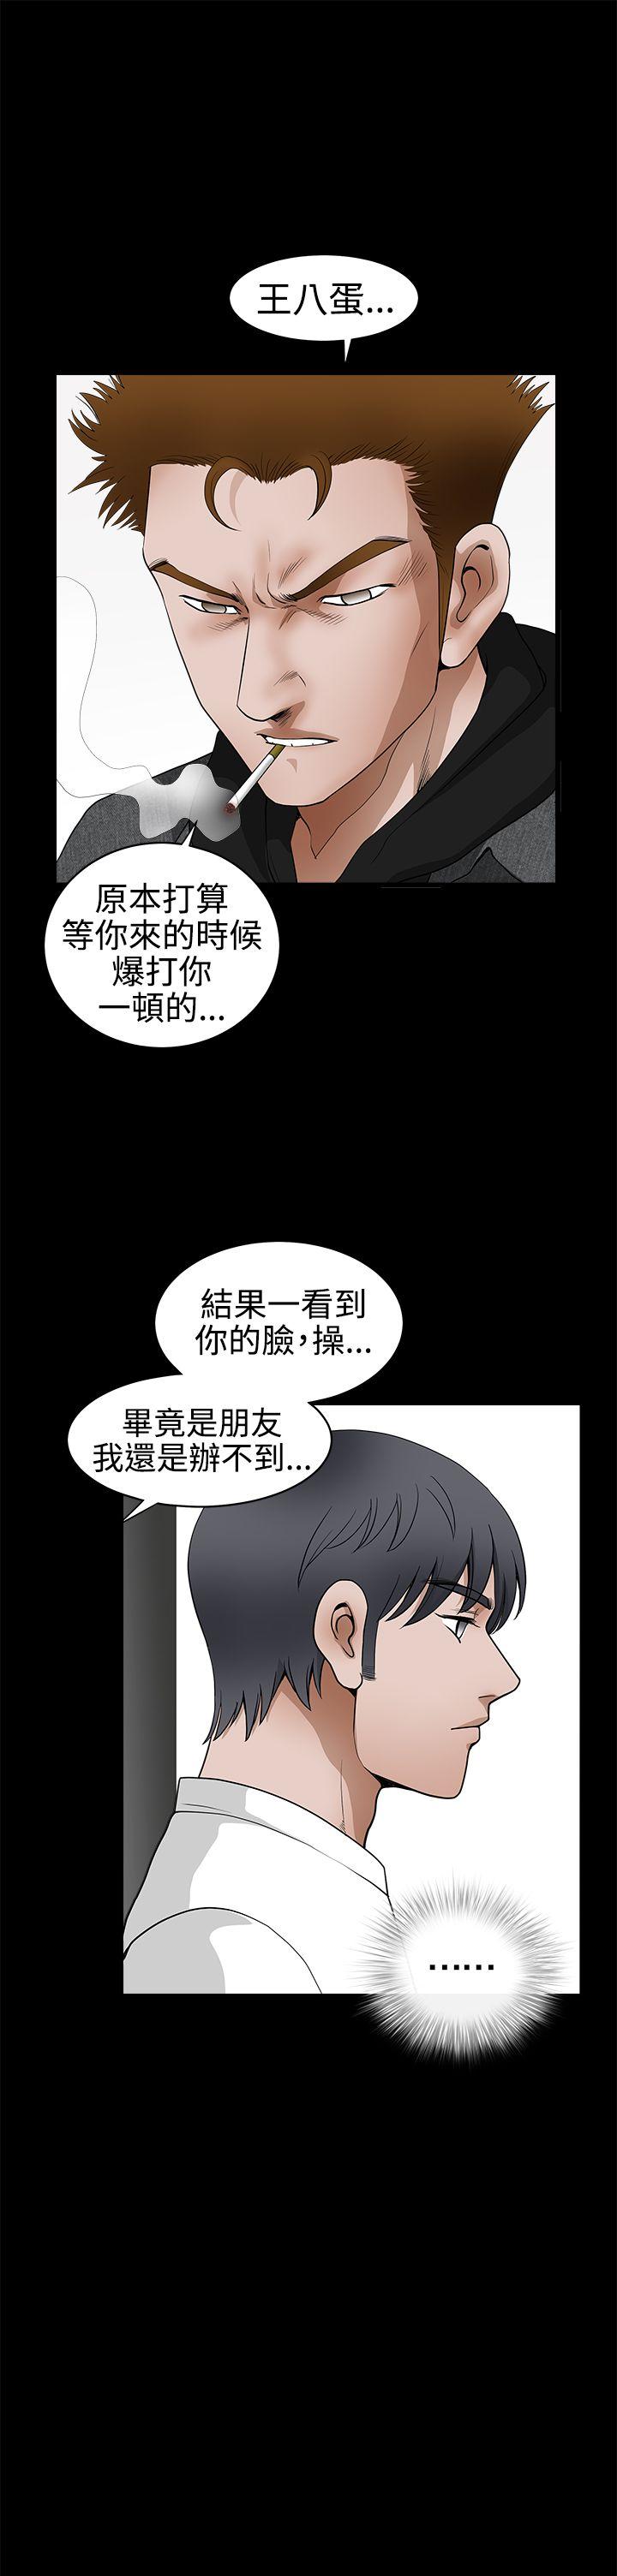 王八蛋...
原本打算
等你來的時候
爆打你
一頓的...
結果一看到
你的臉，操...
畢竟是朋友
我還是辦不到...
……